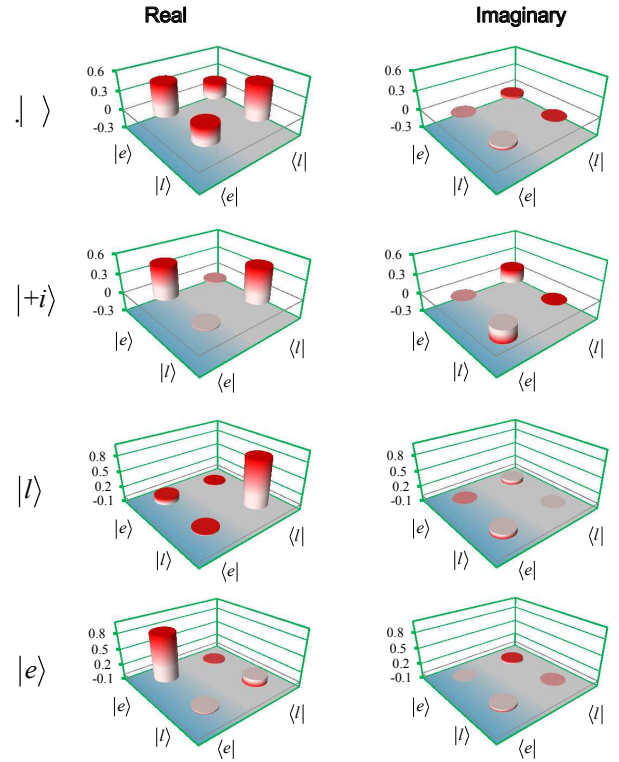 Real Imaginary
0.6 0.6
0.3 0.3
0 0
-0.3 -0.3
.| ⟩
|e⟩ ⟨l| |e⟩ ⟨l|
|l⟩ ⟨e| |l⟩ ⟨e|
0.6 0.6
0.3 0.3
0 0
|+i⟩
-0.3 -0.3
|e⟩ ⟨l| |e⟩ ⟨l|
|l⟩ ⟨e| |l⟩ ⟨e|
0.8 0.8
0.5 0.5
0.2 0.2
|l⟩
-0.1 -0.1
|e⟩ ⟨l| |e⟩ ⟨l|
|l⟩ ⟨e| |l⟩ ⟨e|
0.8 0.8
0.5 0.5
0.2 0.2
|e⟩
-0.1 -0.1
|e⟩ ⟨l| |e⟩ ⟨l|
|l⟩ ⟨e| |l⟩ ⟨e|